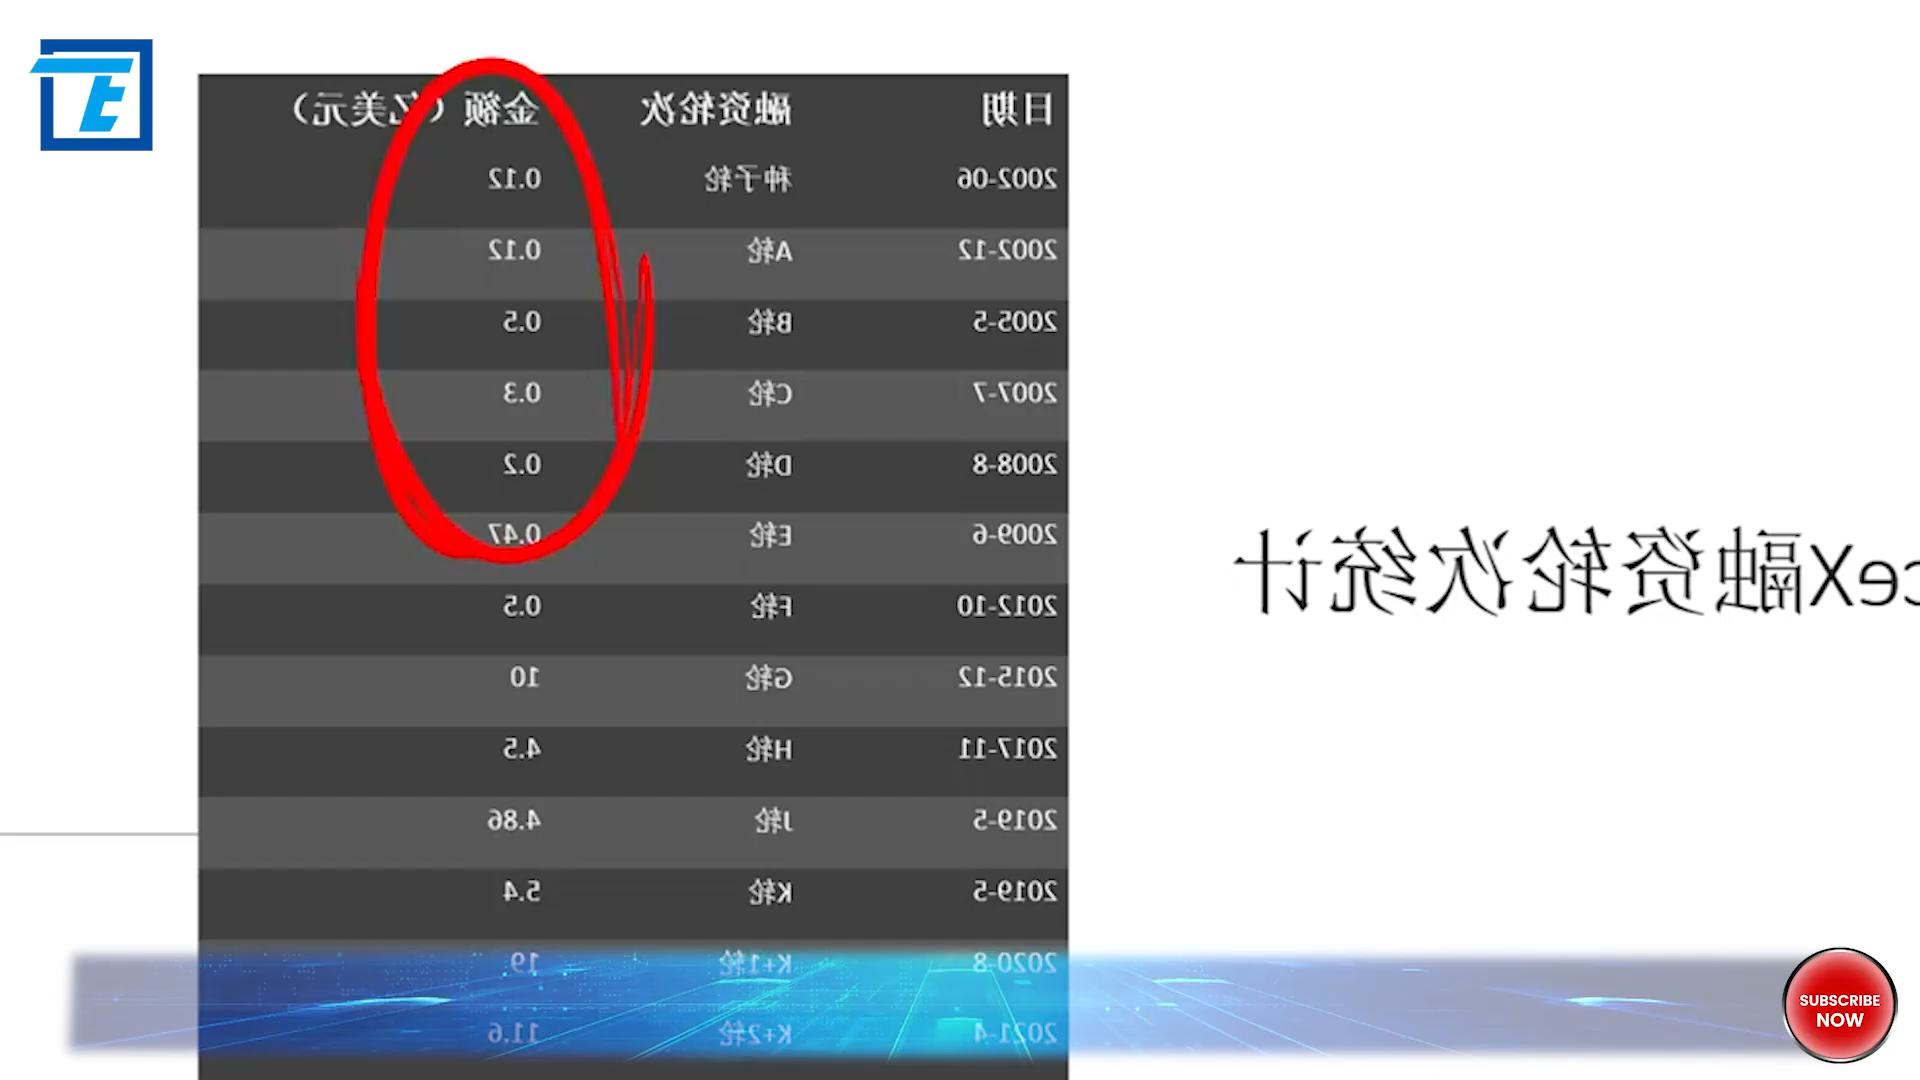 日期 融资轮次 金额（亿美元）
2002-06 种子轮 0.12
2002-12 A轮 0.12
2005-5 B轮 0.5
2007-7 C轮 0.3
2008-8 D轮 0.2
2009-6 E轮 0.47
2012-10 F轮 0.5
2015-12 G轮 10
2017-11 H轮 4.5
2019-5 J轮 4.86
2019-5 K轮 5.4
2020-8 K+1轮 19
2021-4 K+2轮 11.6
ceX融资轮次统计
SUBSCRIBE
NOW